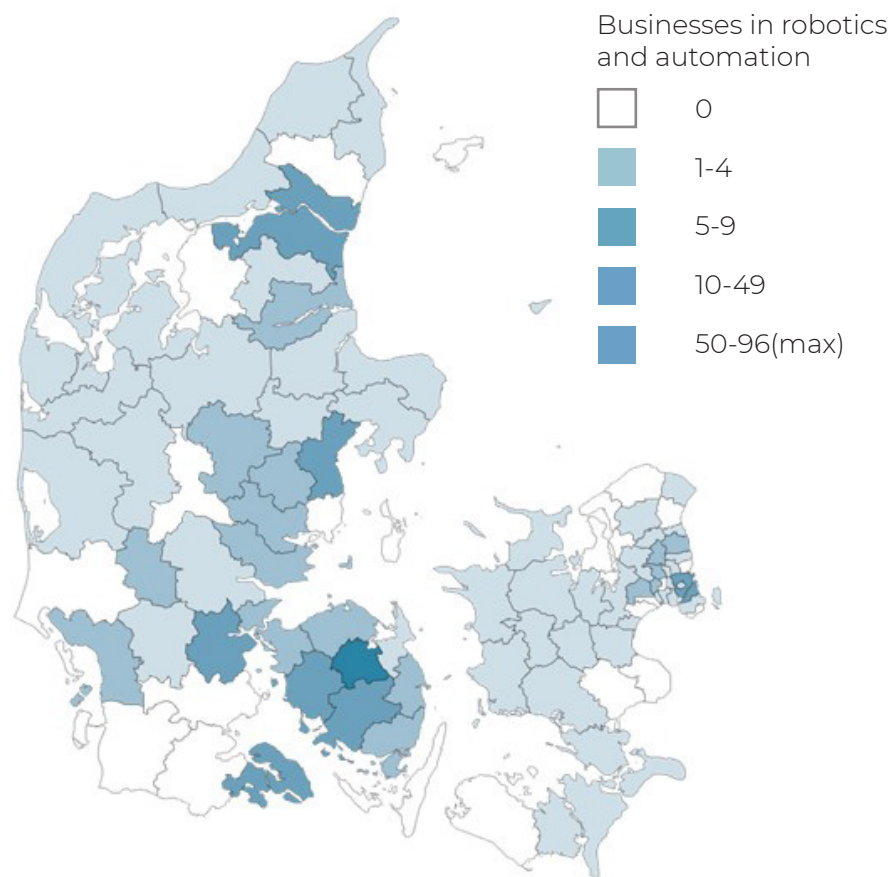 Businesses in robotics
and automation
0
1-4
5-9
10-49
50-96(max)